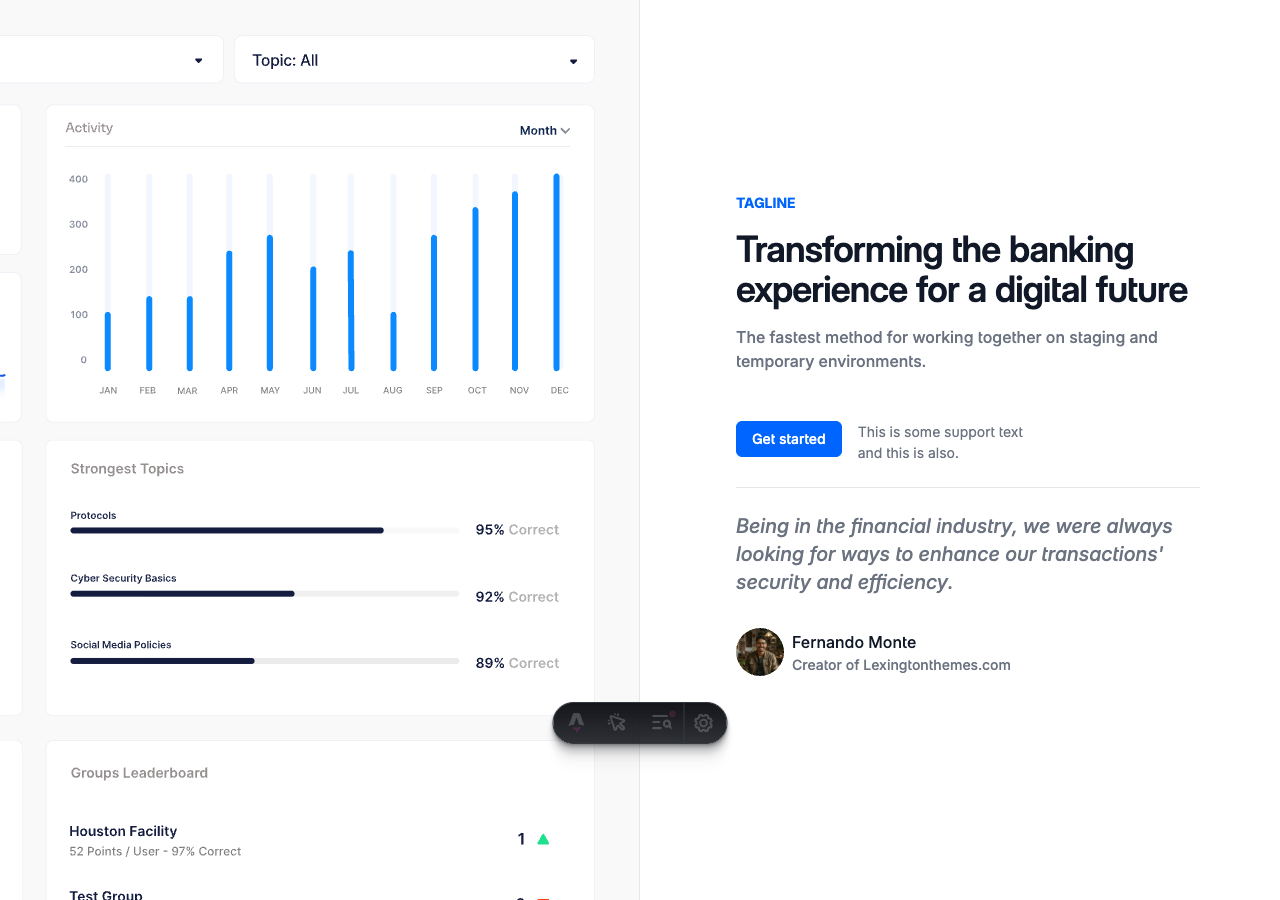 Topic: All
Activity
Month
400
300
200
100
0
JAN FEB MAR APR MAY JUN JUL AUG SEP OCT NOV DEC
Strongest Topics
Protocols
95% Correct
Cyber Security Basics
92% Correct
Social Media Policies
89% Correct
Groups Leaderboard
Houston Facility
1
52 Points / User - 97% Correct
Test Group
TAGLINE
Transforming the banking
experience for a digital future
The fastest method for working together on staging and
temporary environments.
Get started
This is some support text
and this is also.
Being in the financial industry, we were always
looking for ways to enhance our transactions'
security and efficiency.
Fernando Monte
Creator of Lexingtonthemes.com